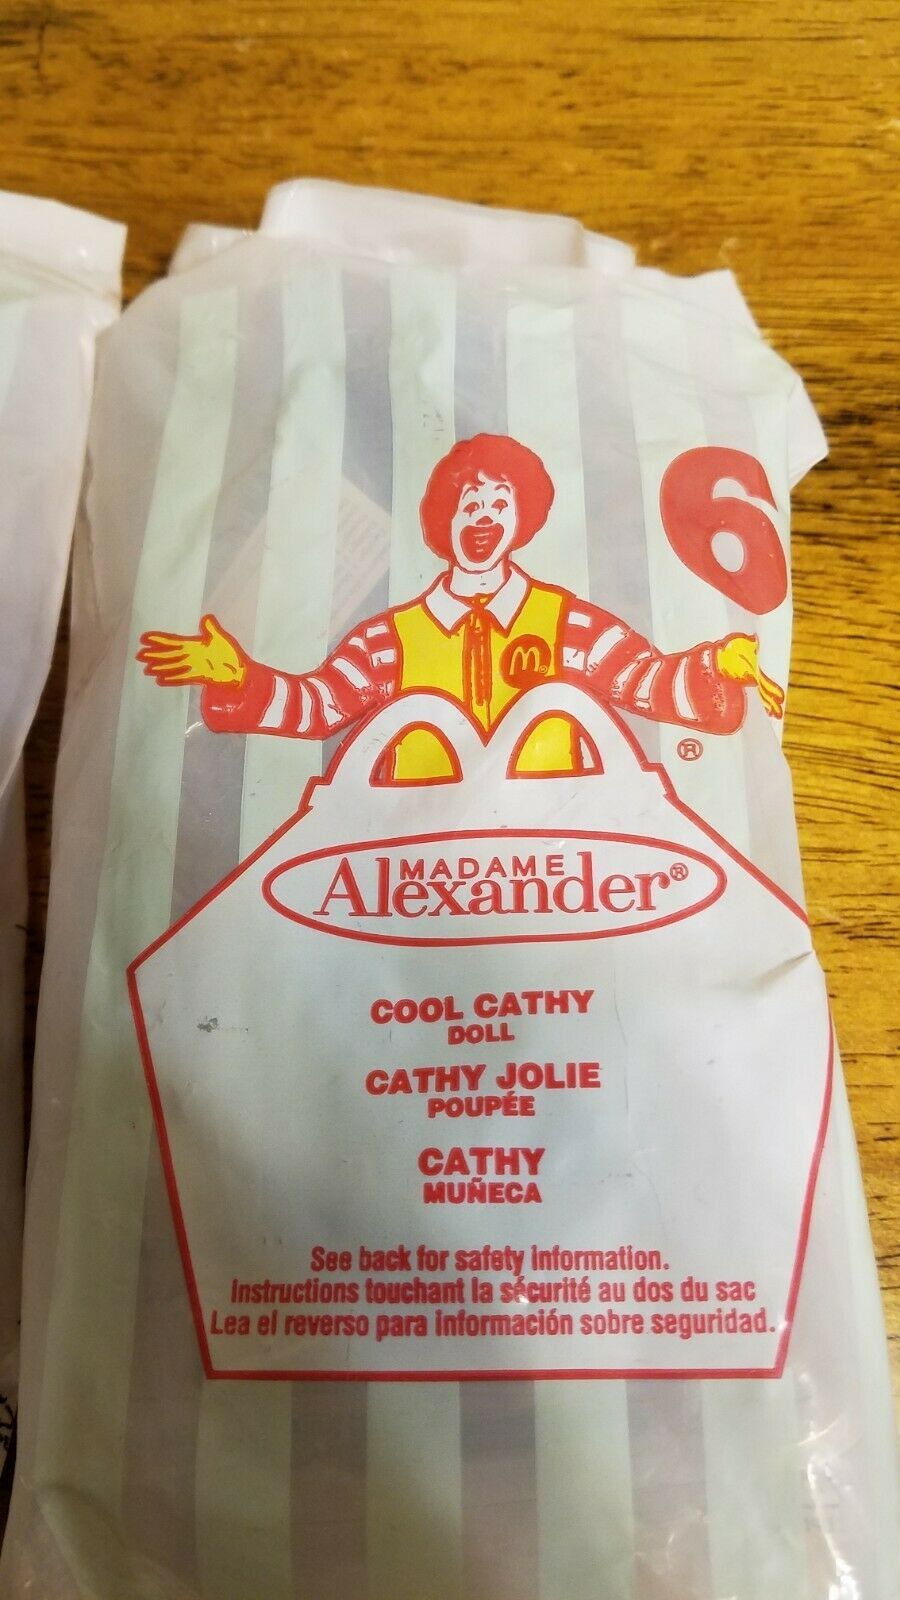 6
m
®
MADAME
Alexander®
COOL CATHY
DOLL
CATHY JOLIE
POUPÉE
CATHY
MUÑECA
See back for safety information.
Instructions touchant la sécurité au dos du sac
Lea el reverso para información sobre seguridad.